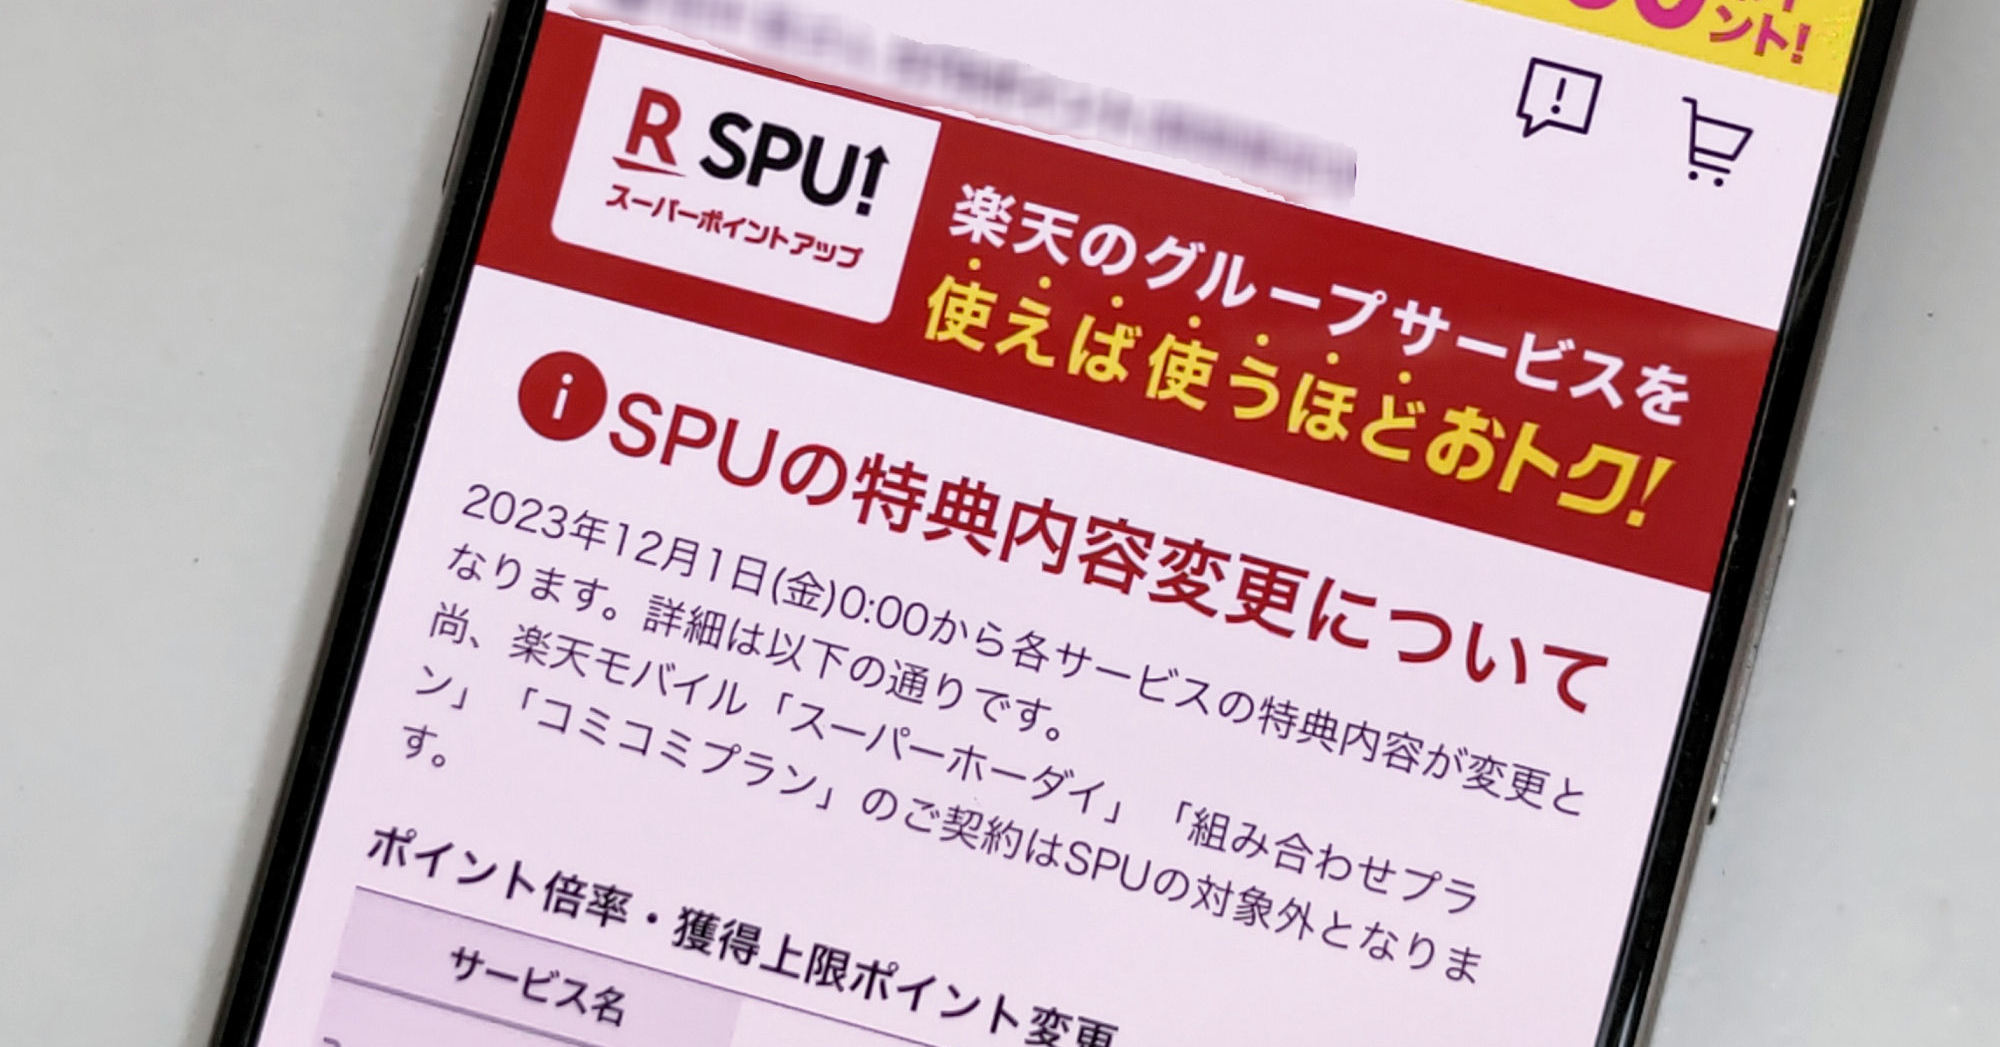 ント!
R SPU!
スーパーポイントアップ
楽天のグループサービスを
使えば使うほどおトク!
i SPUの特典内容変更について
2023年12月1日(金)0:00から各サービスの特典内容が変更と
なります。詳細は以下の通りです。
尚、楽天モバイル「スーパーホーダイ」「組み合わせプラ
ン」「コミコミプラン」のご契約はSPUの対象外となりま
す。
ポイント倍率・獲得上限ポイント変更
サービス名